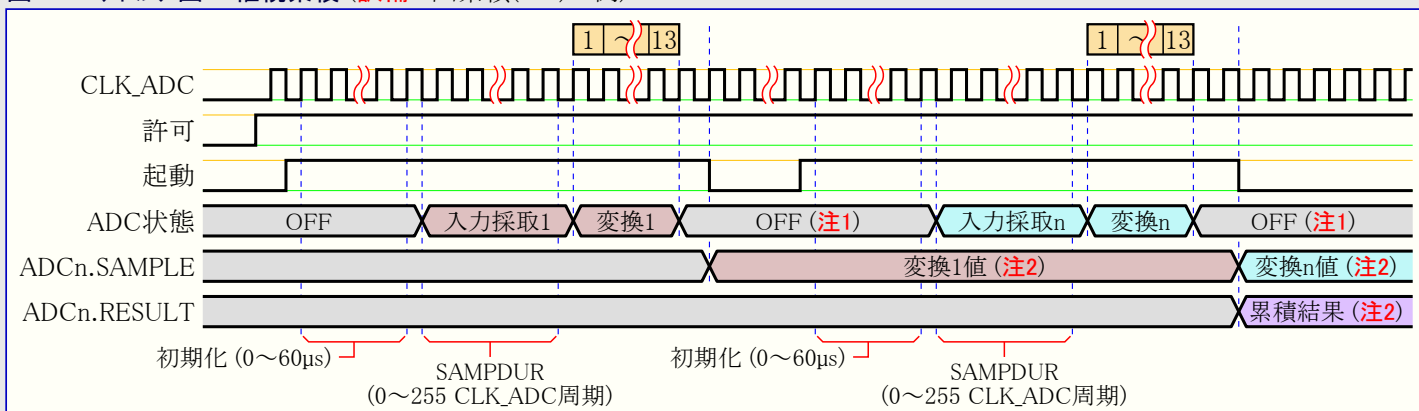 1 ~ 13
1 ~ 13
CLK_ADC
許可
起動
ADC状態
OFF
入力採取1
変換1
OFF (注1)
入力採取n
変換n
OFF (注1)
ADCn.SAMPLE
変換1値 (注2)
変換n値 (注2)
ADCn.RESULT
累積結果 (注2)
初期化 (0～60µs)
SAMPDUR
(0～255 CLK_ADC周期)
初期化 (0～60µs)
SAMPDUR
(0～255 CLK_ADC周期)